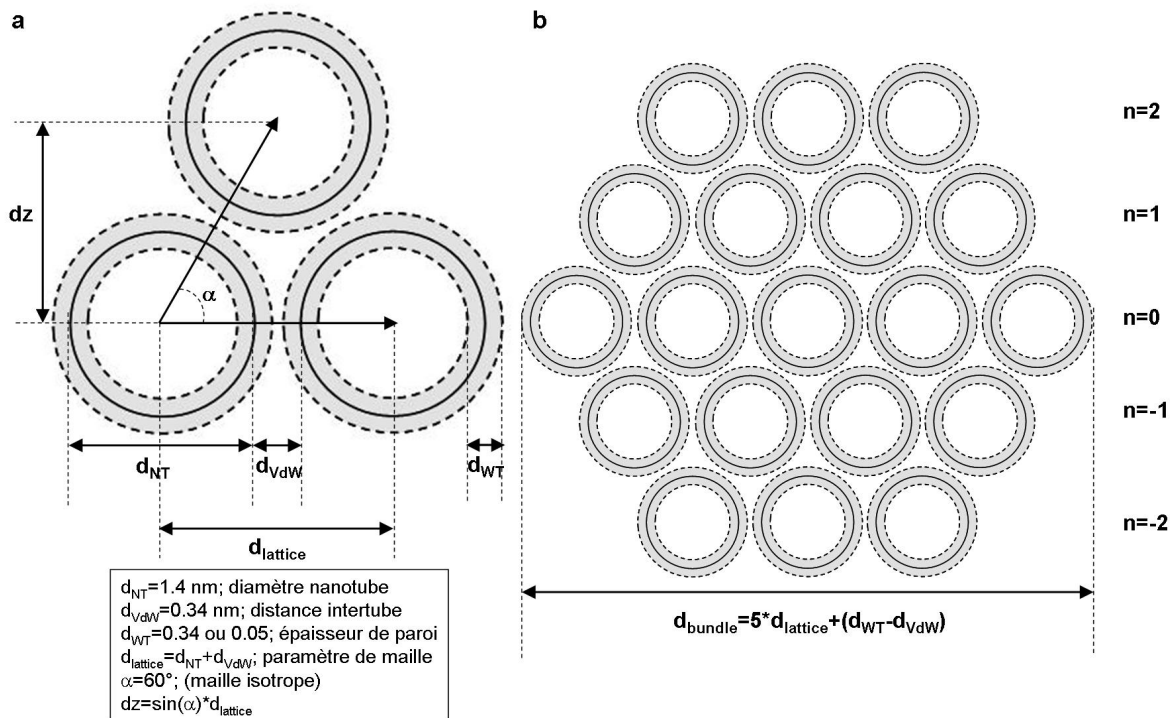 a
dz
α
d_NT
d_VdW
d_WT
d_lattice
d_NT=1.4 nm; diamètre nanotube
d_VdW=0.34 nm; distance intertube
d_WT=0.34 ou 0.05; épaisseur de paroi
d_lattice=d_NT+d_VdW; paramètre de maille
α=60°; (maille isotrope)
dz=sin(α)*d_lattice
b
n=2
n=1
n=0
n=-1
n=-2
d_bundle=5*d_lattice+(d_WT-d_VdW)